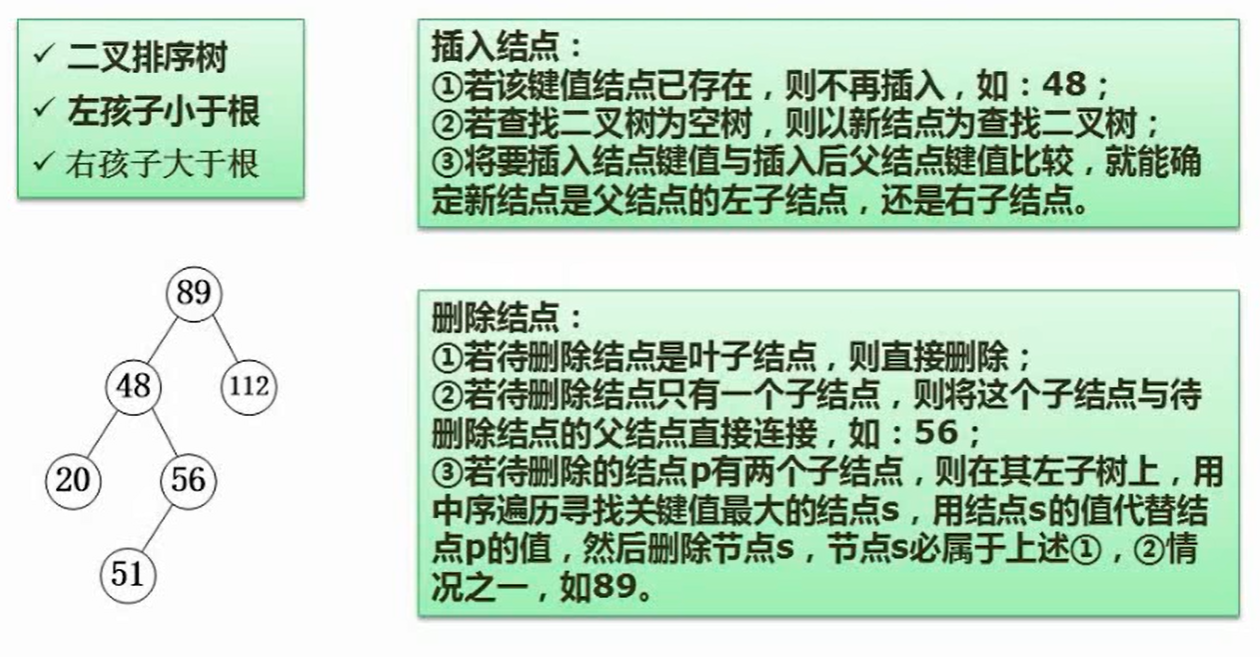 ✓ 二叉排序树
✓ 左孩子小于根
✓ 右孩子大于根
插入结点：
①若该键值结点已存在，则不再插入，如：48；
②若查找二叉树为空树，则以新结点为查找二叉树；
③将要插入结点键值与插入后父结点键值比较，就能确
定新结点是父结点的左子结点，还是右子结点。
89
48
112
20
56
51
删除结点：
①若待删除结点是叶子结点，则直接删除；
②若待删除结点只有一个子结点，则将这个子结点与待
删除结点的父结点直接连接，如：56；
③若待删除的结点p有两个子结点，则在其左子树上，用
中序遍历寻找关键值最大的结点s，用结点s的值代替结
点p的值，然后删除节点s，节点s必属于上述①，②情
况之一，如89。